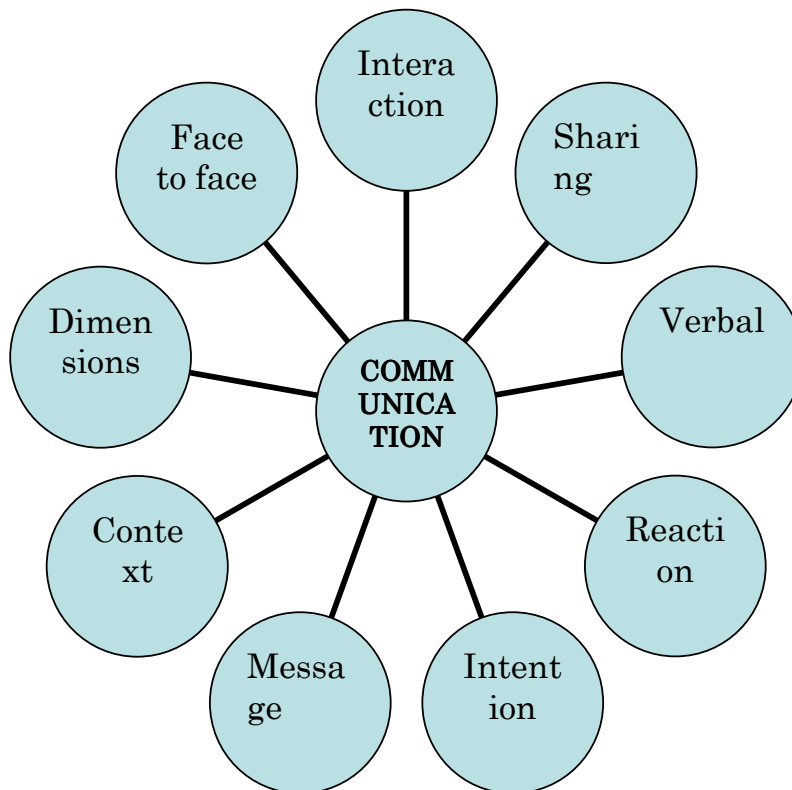 Intera
ction
Shari
ng
Verbal
Reacti
on
Intent
ion
Messa
ge
Conte
xt
Dimen
sions
Face
to face
COMM
UNICA
TION